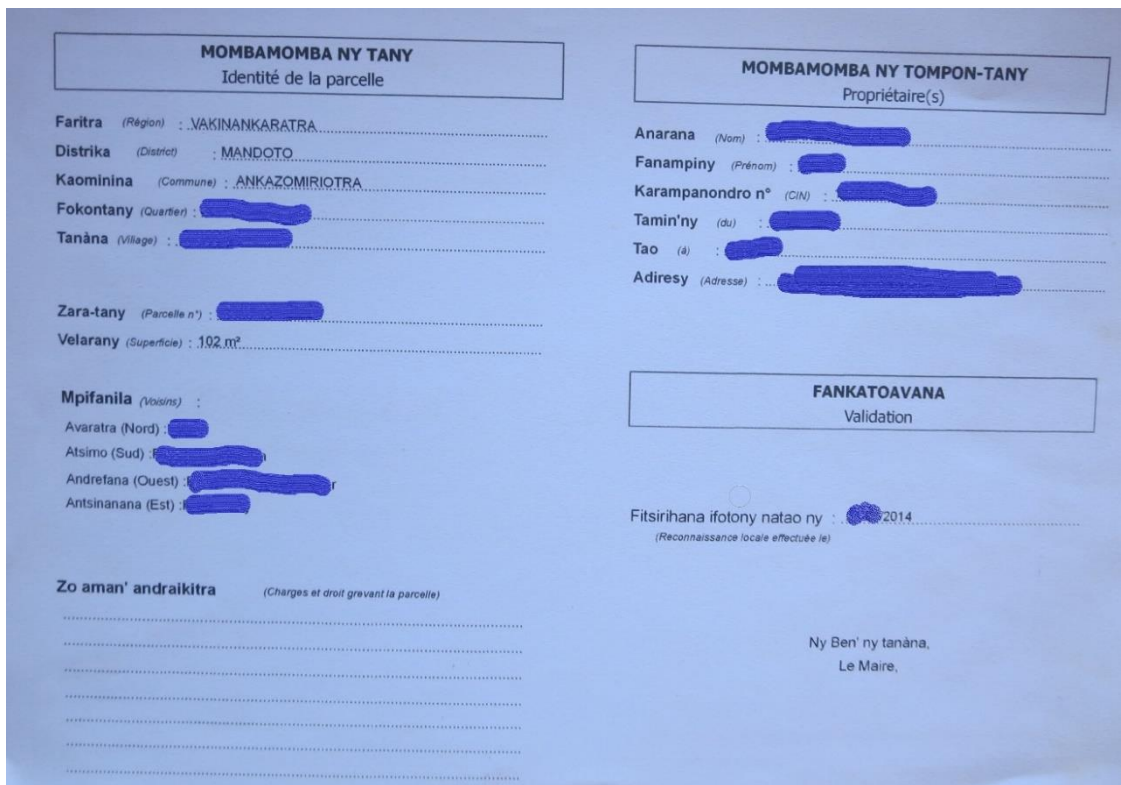 MOMBAMOMBA NY TANY
Identité de la parcelle
Faritra (Région) : VAKINANKARATRA
Distrika (District) : MANDOTO
Kaominina (Commune) : ANKAZOMIRIOTRA
Fokontany (Quartier) :
Tanàna (Village) :
Zara-tany (Parcelle n°) :
Velarany (Superficie) : 102 m²
Mpifanila (Voisins) :
Avaratra (Nord) :
Atsimo (Sud) :
Andrefana (Ouest) :
Antsinanana (Est) :
Zo aman' andraikitra (Charges et droit grevant la parcelle)
MOMBAMOMBA NY TOMPON-TANY
Propriétaire(s)
Anarana (Nom) :
Fanampiny (Prénom) :
Karampanondro n° (CIN) :
Tamin'ny (du) :
Tao (à) :
Adiresy (Adresse) :
FANKATOAVANA
Validation
Fitsirihana ifotony natao ny : 2014
(Reconnaissance locale effectuée le)
Ny Ben' ny tanàna,
Le Maire,